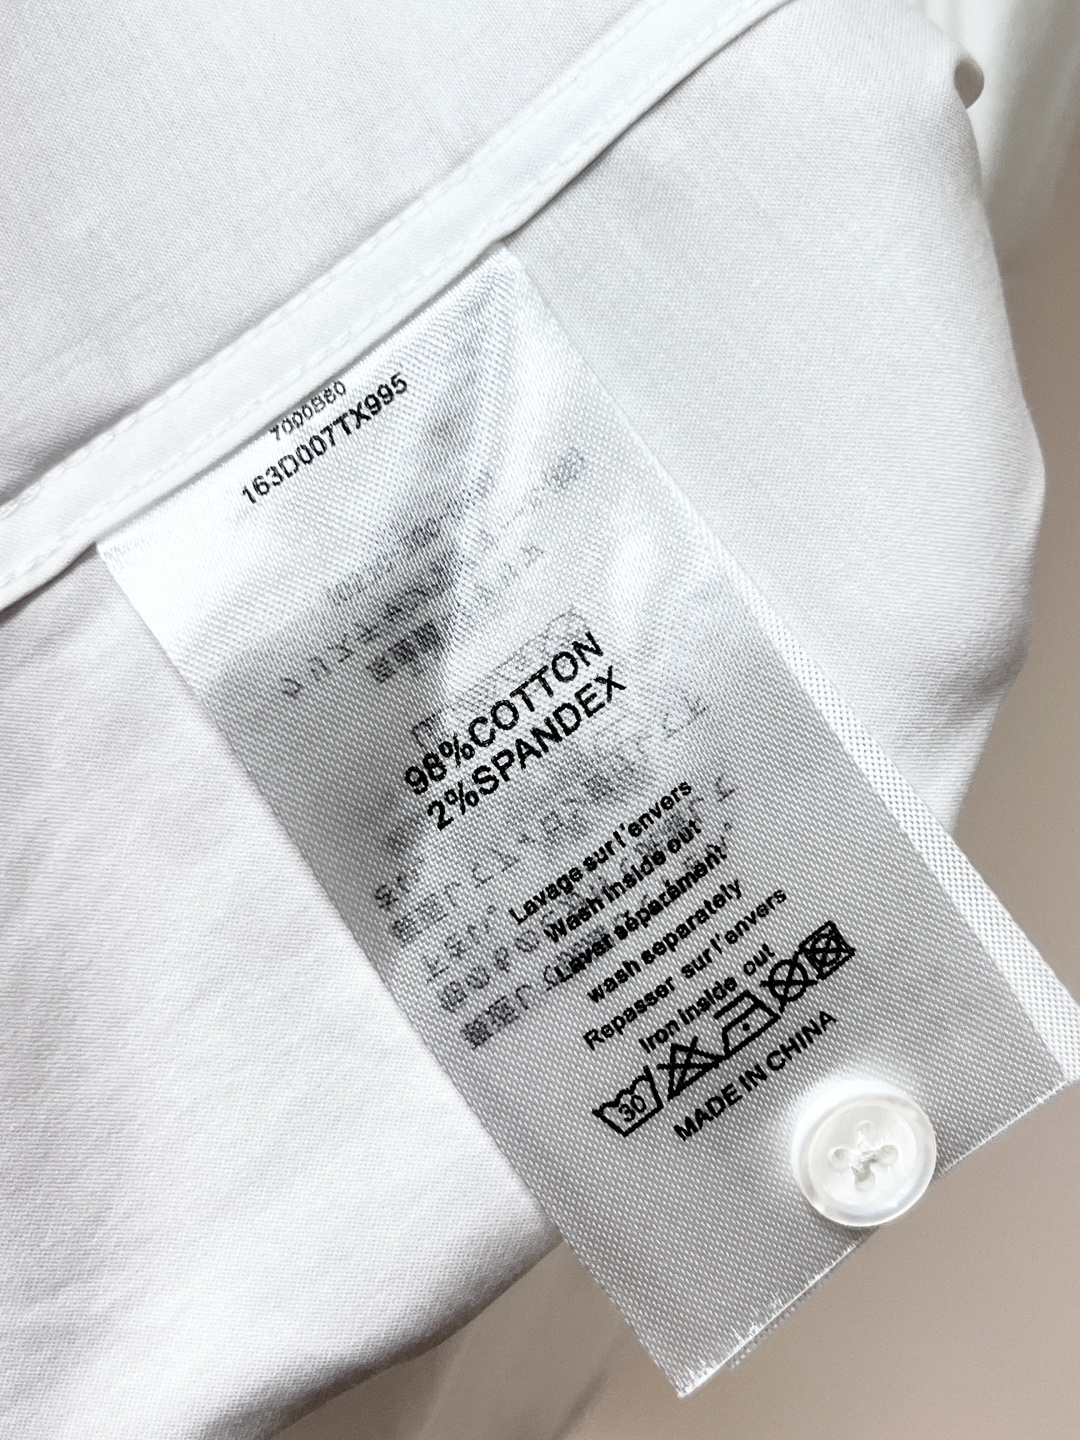 7000B60
163D007TX995
98%COTTON
2%SPANDEX
Lavage sur l'envers
Wash inside out
Laver séparément
wash separately
Repasser sur l'envers
Iron inside out
30
MADE IN CHINA